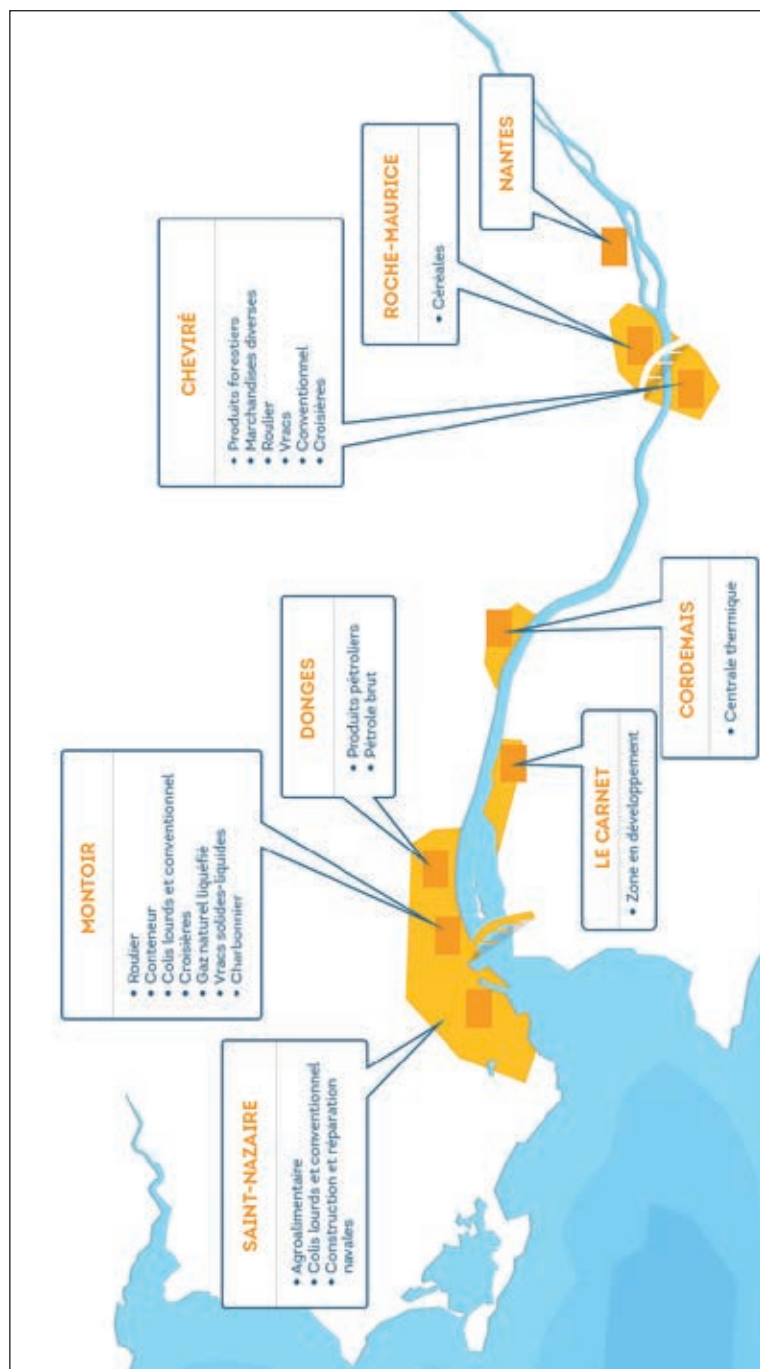 SAINT-NAZAIRE
• Agroalimentaire
• Colis lourds et conventionnel
• Construction et réparation
navales
MONTOIR
• Roulier
• Conteneur
• Colis lourds et conventionnel
• Croisières
• Gaz naturel liquéfié
• Vracs solides-liquides
• Charbonnier
DONGES
• Produits pétroliers
• Pétrole brut
LE CARNET
• Zone en développement
CORDEMAIS
• Centrale thermique
CHEVIRÉ
• Produits forestiers
• Marchandises diverses
• Roulier
• Vracs
• Conventionnel
• Croisières
ROCHE-MAURICE
• Céréales
NANTES